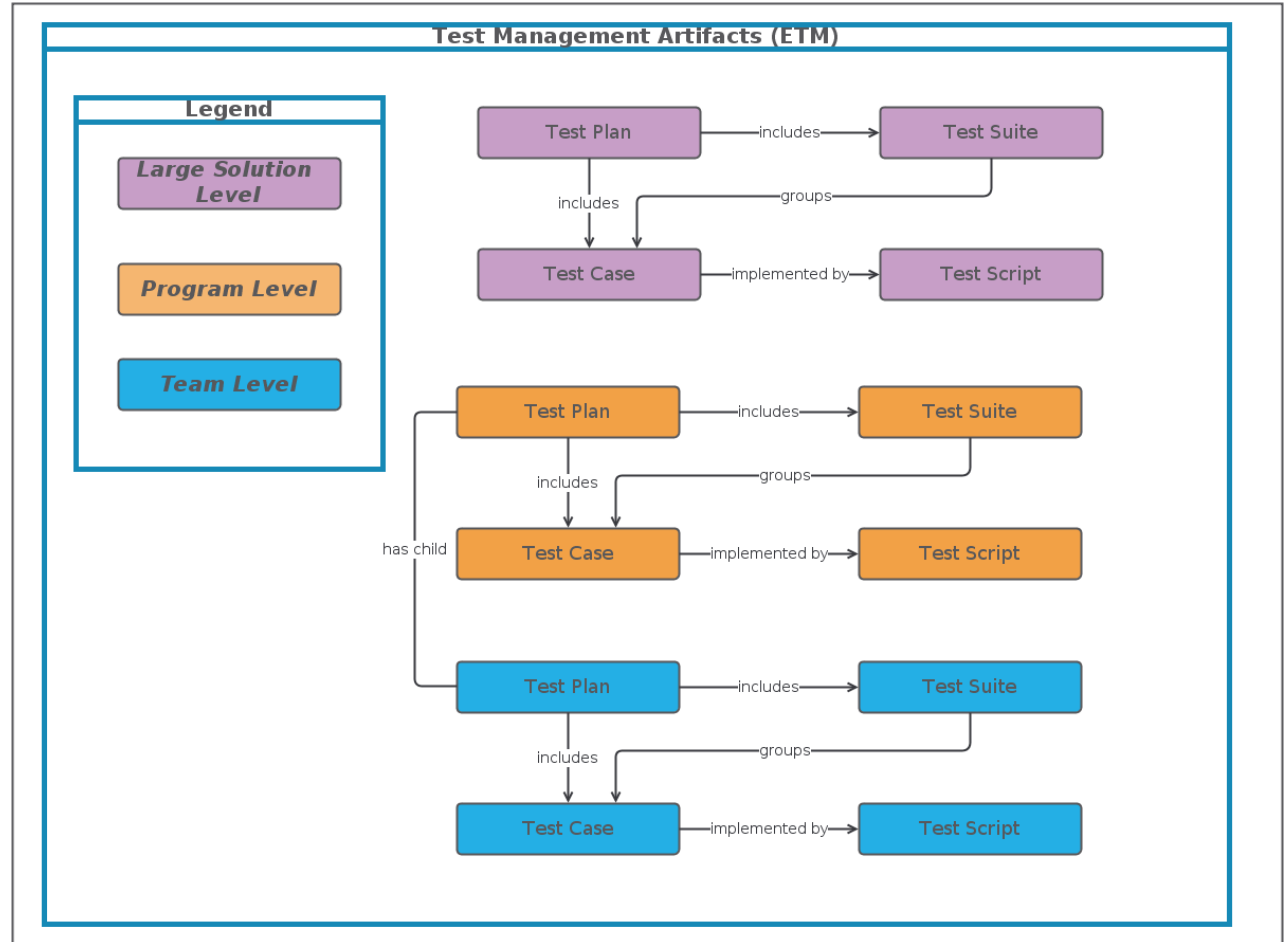 Test Management Artifacts (ETM)
Legend
Large Solution
Level
Program Level
Team Level
Test Plan
includes
Test Suite
includes
groups
Test Case
implemented by
Test Script
Test Plan
includes
Test Suite
includes
groups
has child
Test Case
implemented by
Test Script
Test Plan
includes
Test Suite
includes
groups
Test Case
implemented by
Test Script